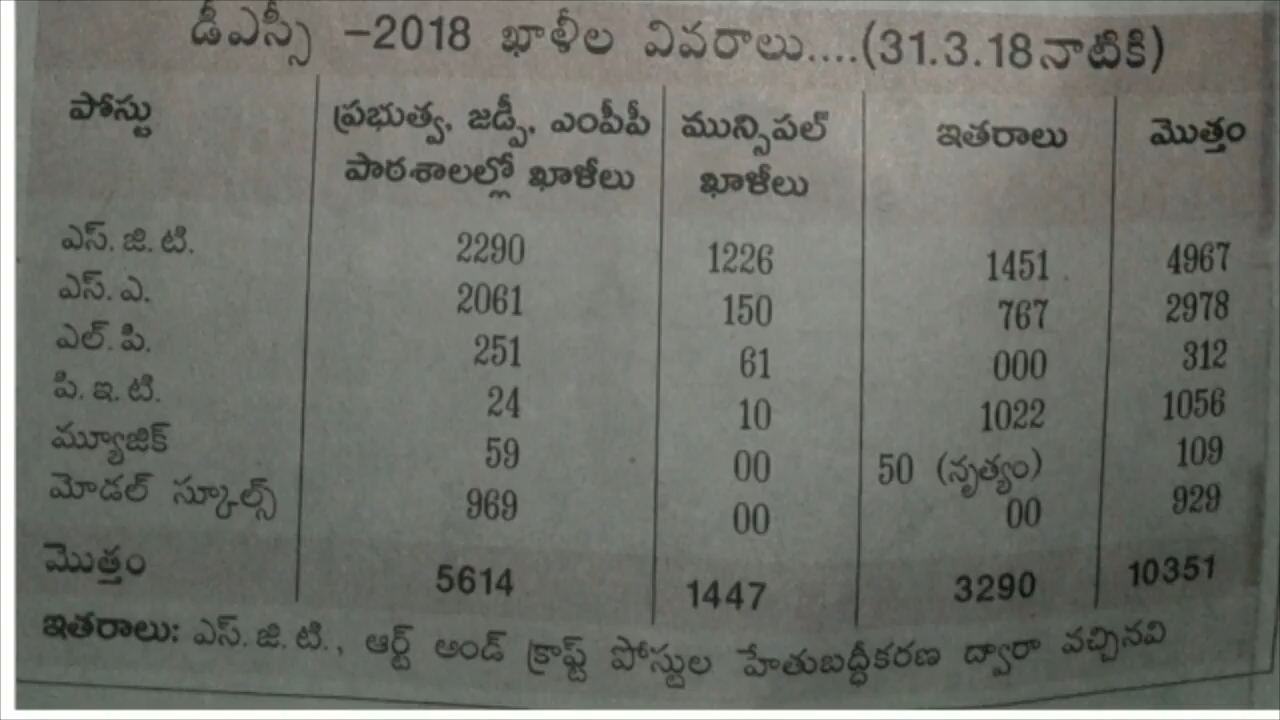 డీఎస్సీ -2018 ఖాళీల వివరాలు....(31.3.18నాటికి)
పోస్టు ప్రభుత్వ, జడ్పీ, ఎంపీపీ పాఠశాలల్లో ఖాళీలు మున్సిపల్ ఖాళీలు ఇతరాలు మొత్తం
ఎస్.జి.టి. 2290 1226 1451 4967
ఎస్.ఎ. 2061 150 767 2978
ఎల్.పి. 251 61 000 312
పి.ఇ.టి. 24 10 1022 1056
మ్యూజిక్ 59 00 50 (నృత్యం) 109
మోడల్ స్కూల్స్ 969 00 00 929
మొత్తం 5614 1447 3290 10351
ఇతరాలు: ఎస్.జి.టి., ఆర్ట్ అండ్ క్రాఫ్ట్ పోస్టుల హేతుబద్ధీకరణ ద్వారా వచ్చినవి